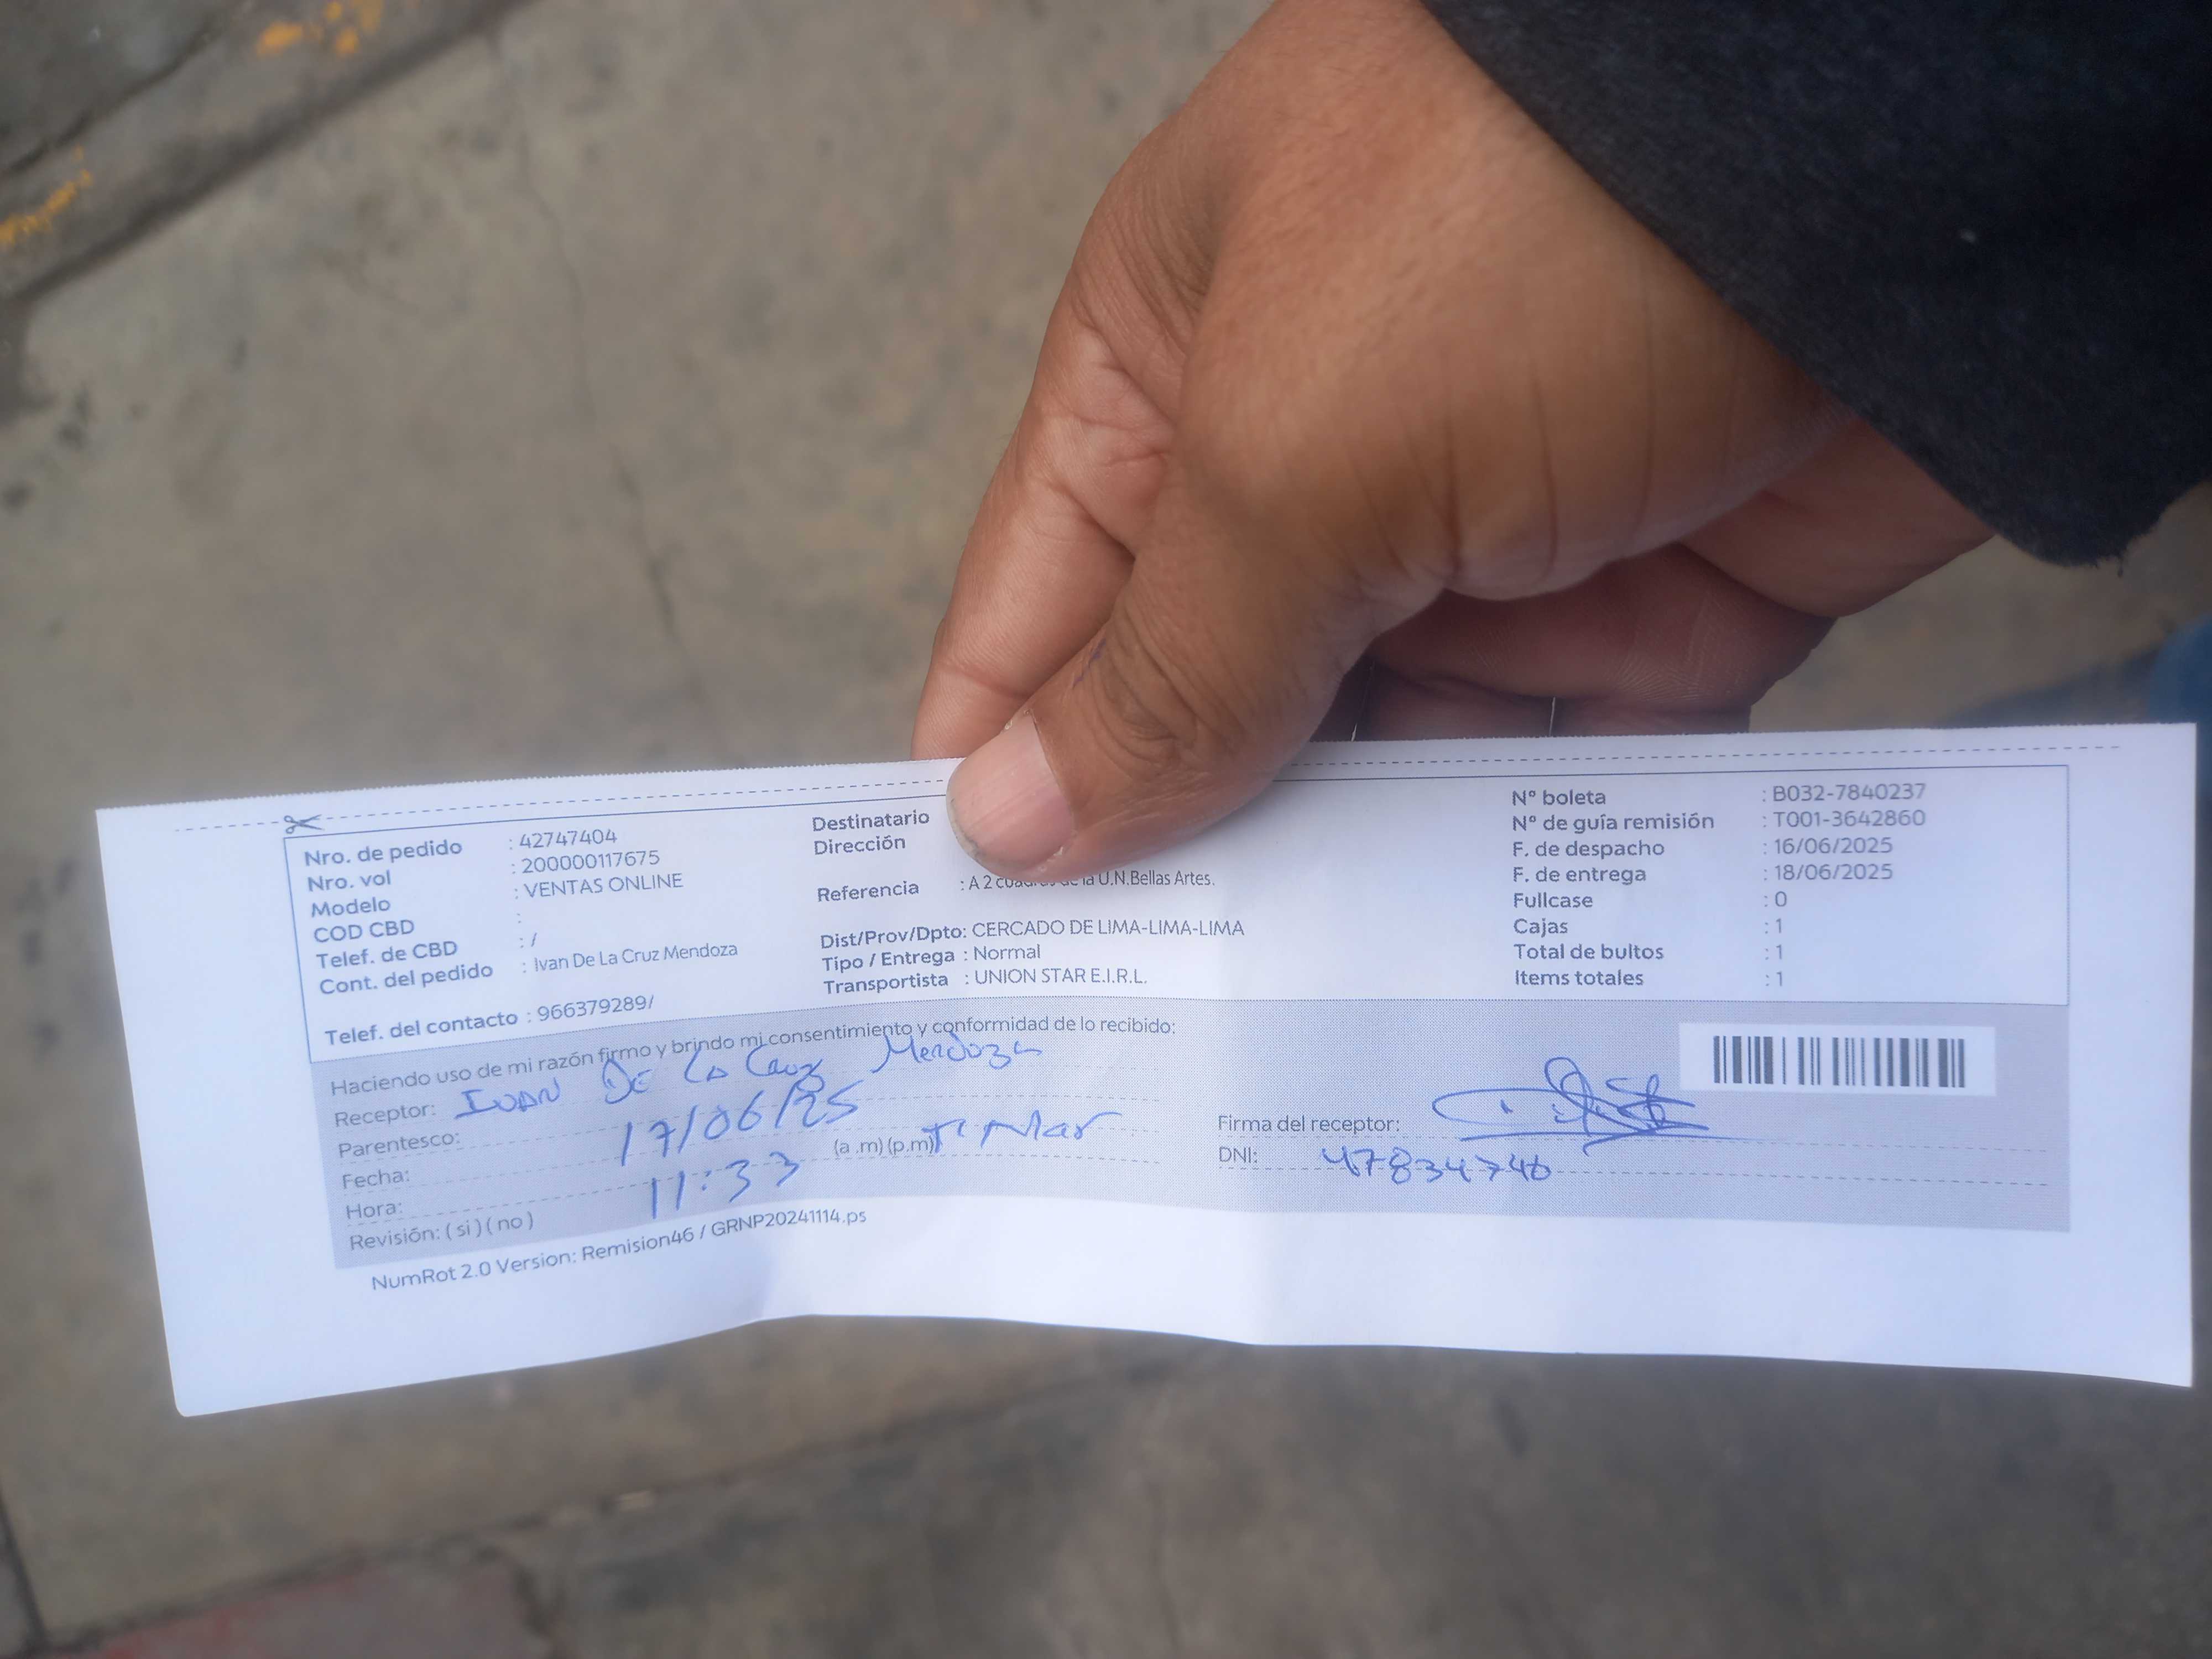 Nro. de pedido : 42747404
Nro. vol : 200000117675
Modelo : VENTAS ONLINE
COD CBD :
Telef. de CBD : /
Cont. del pedido : Ivan De La Cruz Mendoza
Telef. del contacto : 966379289/
Destinatario
Dirección
Referencia : A 2 cuadras de la U.N.Bellas Artes.
Dist/Prov/Dpto: CERCADO DE LIMA-LIMA-LIMA
Tipo / Entrega : Normal
Transportista : UNION STAR E.I.R.L.
Nº boleta : B032-7840237
Nº de guía remisión : T001-3642860
F. de despacho : 16/06/2025
F. de entrega : 18/06/2025
Fullcase : 0
Cajas : 1
Total de bultos : 1
Items totales : 1
Haciendo uso de mi razón firmo y brindo mi consentimiento y conformidad de lo recibido:
Receptor: IVAN De La Cruz Mendoza
Parentesco: Titular
Fecha: 17/06/25
Hora: 11:33 (a .m) (p.m)
Revisión: ( si ) ( no )
Firma del receptor:
DNI: 47834746
NumRot 2.0 Version: Remision46 / GRNP20241114.ps